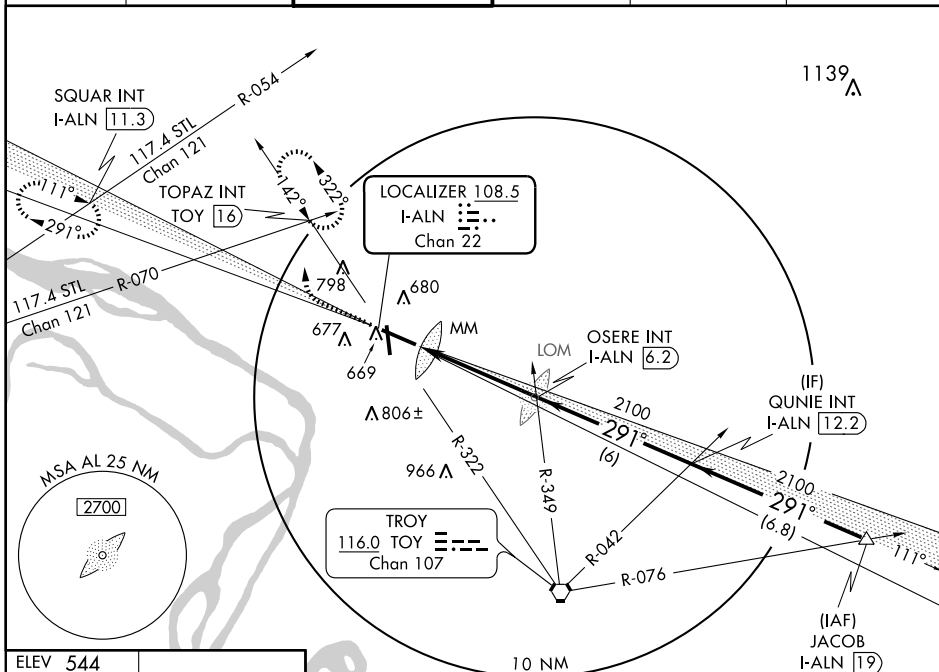 1139
SQUAR INT
I-ALN 11.3
R-054
117.4 STL
Chan 121
TOPAZ INT
TOY 16
142°
322°
111°
291°
LOCALIZER 108.5
I-ALN
Chan 22
R-070
117.4 STL
Chan 121
798
680
677
669
MM
LOM
OSERE INT
I-ALN 6.2
(IF)
QUNIE INT
I-ALN 12.2
2100
291°
(6)
806±
966
R-322
R-349
R-042
2100
291°
(6.8)
111°
MSA AL 25 NM
2700
TROY
116.0 TOY
Chan 107
R-076
(IAF)
JACOB
I-ALN 19
10 NM
ELEV 544